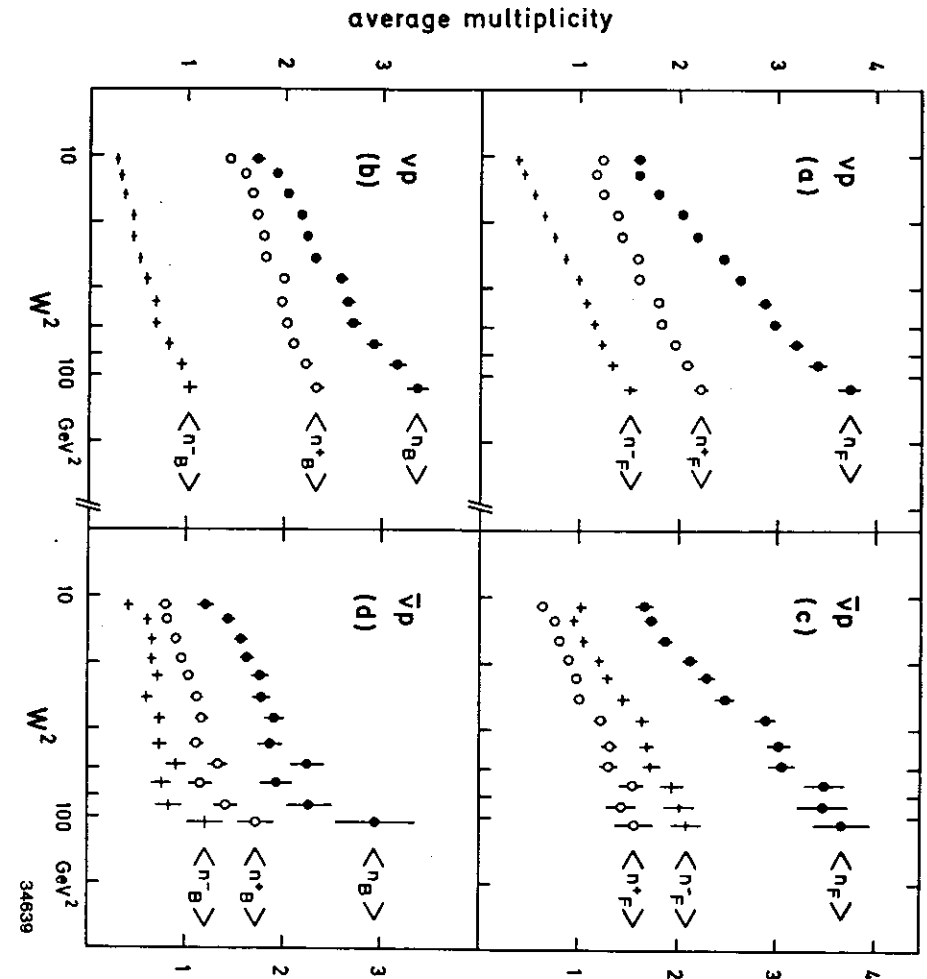 average multiplicity
4
3
2
1
νp
(a)
<n_F>
<n⁺_F>
<n⁻_F>
ν̄p
(c)
<n_F>
<n⁻_F>
<n⁺_F>
4
3
2
1
3
2
1
νp
(b)
<n_B>
<n⁺_B>
<n⁻_B>
ν̄p
(d)
<n_B>
<n⁺_B>
<n⁻_B>
3
2
1
10
100
GeV²
W²
10
100
GeV²
W²
34639